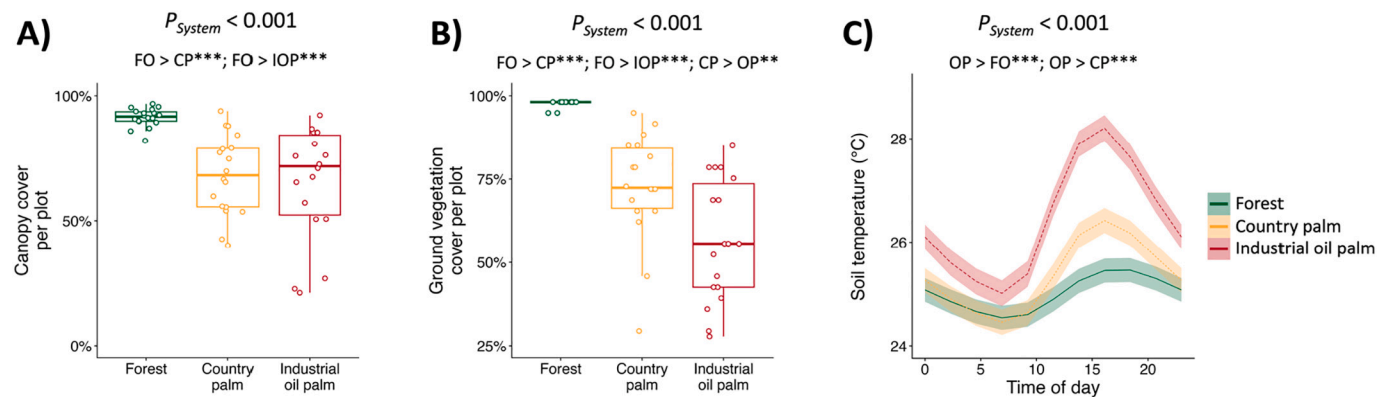 A)
P_System < 0.001
FO > CP***; FO > IOP***
100%
50%
0%
Canopy cover
per plot
Forest
Country
palm
Industrial
oil palm
B)
P_System < 0.001
FO > CP***; FO > IOP***; CP > OP**
100%
75%
50%
25%
Ground vegetation
cover per plot
Forest
Country
palm
Industrial
oil palm
C)
P_System < 0.001
OP > FO***; OP > CP***
28
26
24
Soil temperature (°C)
0 5 10 15 20
Time of day
Forest
Country palm
Industrial oil palm